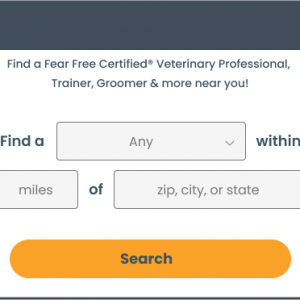 Find a Fear Free Certified® Veterinary Professional,
Trainer, Groomer & more near you!
Find a Any within
miles of zip, city, or state
Search